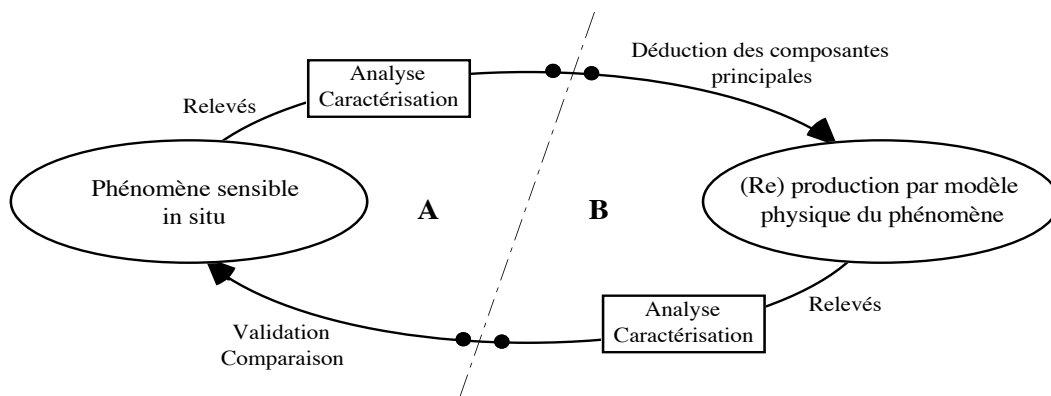 Déduction des composantes
principales
Analyse
Caractérisation
Relevés
Phénomène sensible
in situ
A
B
(Re) production par modèle
physique du phénomène
Analyse
Caractérisation
Relevés
Validation
Comparaison